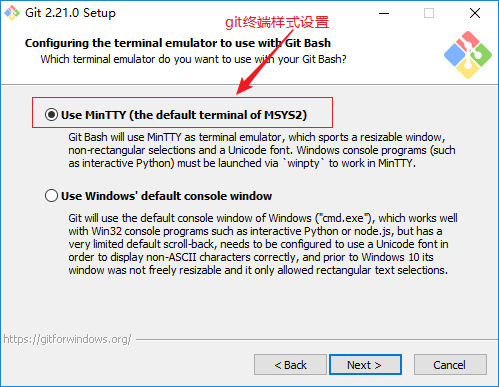 Git 2.21.0 Setup
git终端样式设置
Configuring the terminal emulator to use with Git Bash
Which terminal emulator do you want to use with your Git Bash?
Use MinTTY (the default terminal of MSYS2)
Git Bash will use MinTTY as terminal emulator, which sports a resizable window,
non-rectangular selections and a Unicode font. Windows console programs (such
as interactive Python) must be launched via `winpty` to work in MinTTY.
Use Windows' default console window
Git will use the default console window of Windows ("cmd.exe"), which works well
with Win32 console programs such as interactive Python or node.js, but has a
very limited default scroll-back, needs to be configured to use a Unicode font in
order to display non-ASCII characters correctly, and prior to Windows 10 its
window was not freely resizable and it only allowed rectangular text selections.
https://gitforwindows.org/
< Back
Next >
Cancel